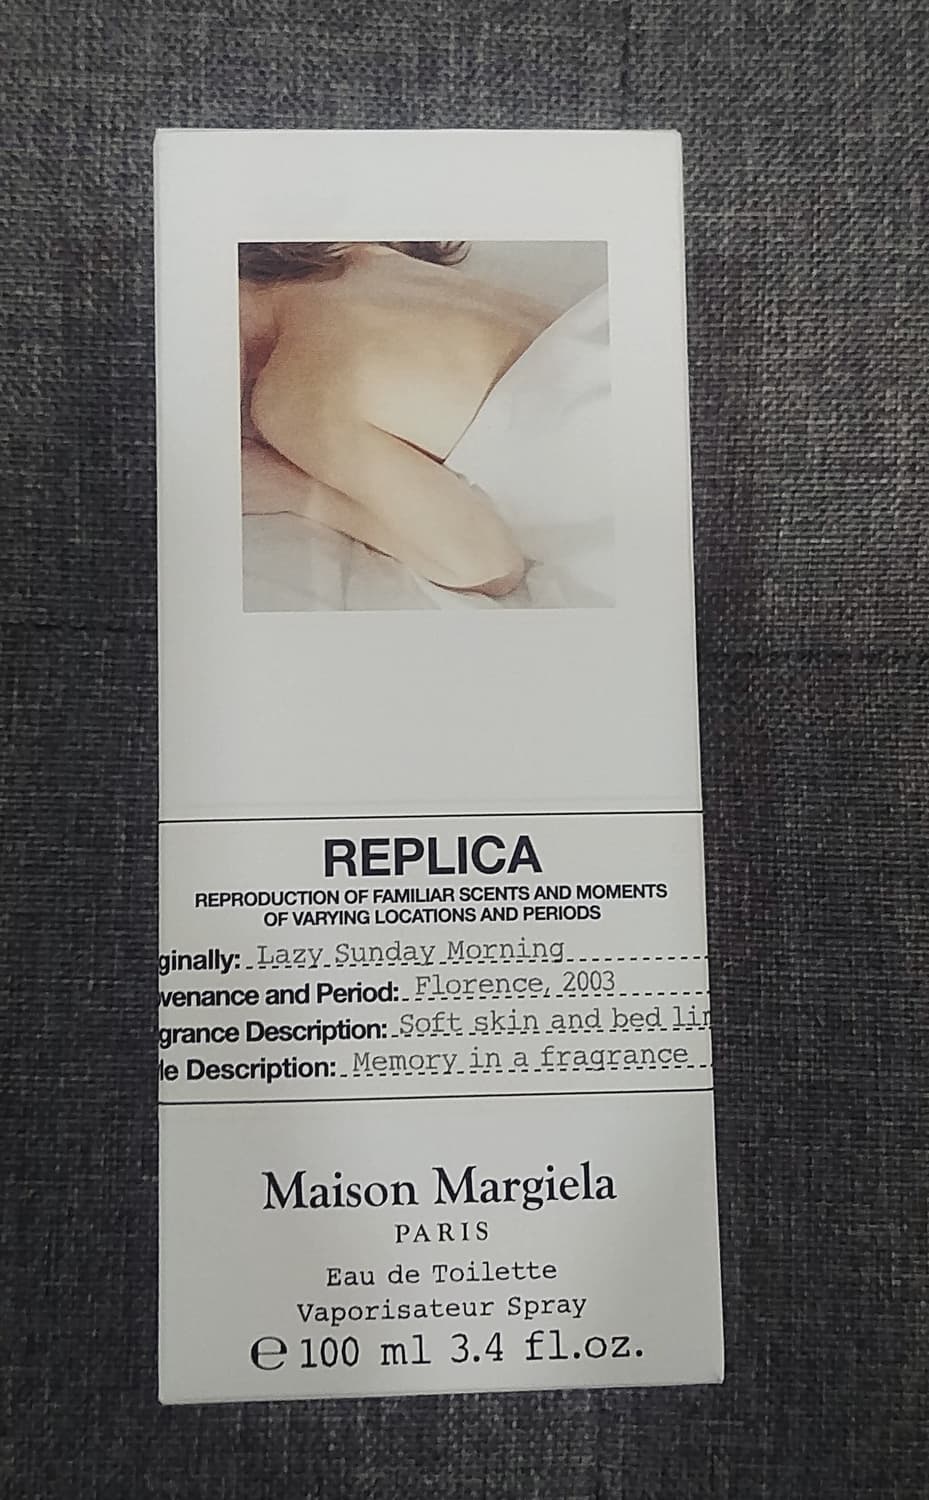 REPLICA
REPRODUCTION OF FAMILIAR SCENTS AND MOMENTS
OF VARYING LOCATIONS AND PERIODS
ginally: Lazy Sunday Morning
venance and Period: Florence, 2003
grance Description: Soft skin and bed lin
le Description: Memory in a fragrance
Maison Margiela
PARIS
Eau de Toilette
Vaporisateur Spray
℮ 100 ml 3.4 fl.oz.